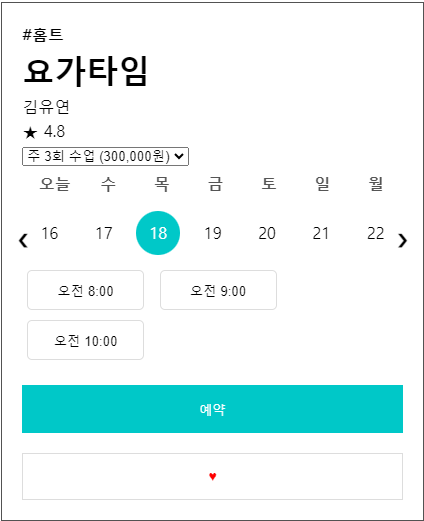 #홈트
요가타임
김유연
★ 4.8
주 3회 수업 (300,000원)
오늘 수 목 금 토 일 월
‹ 16 17 18 19 20 21 22 ›
오전 8:00 오전 9:00
오전 10:00
예약
♥